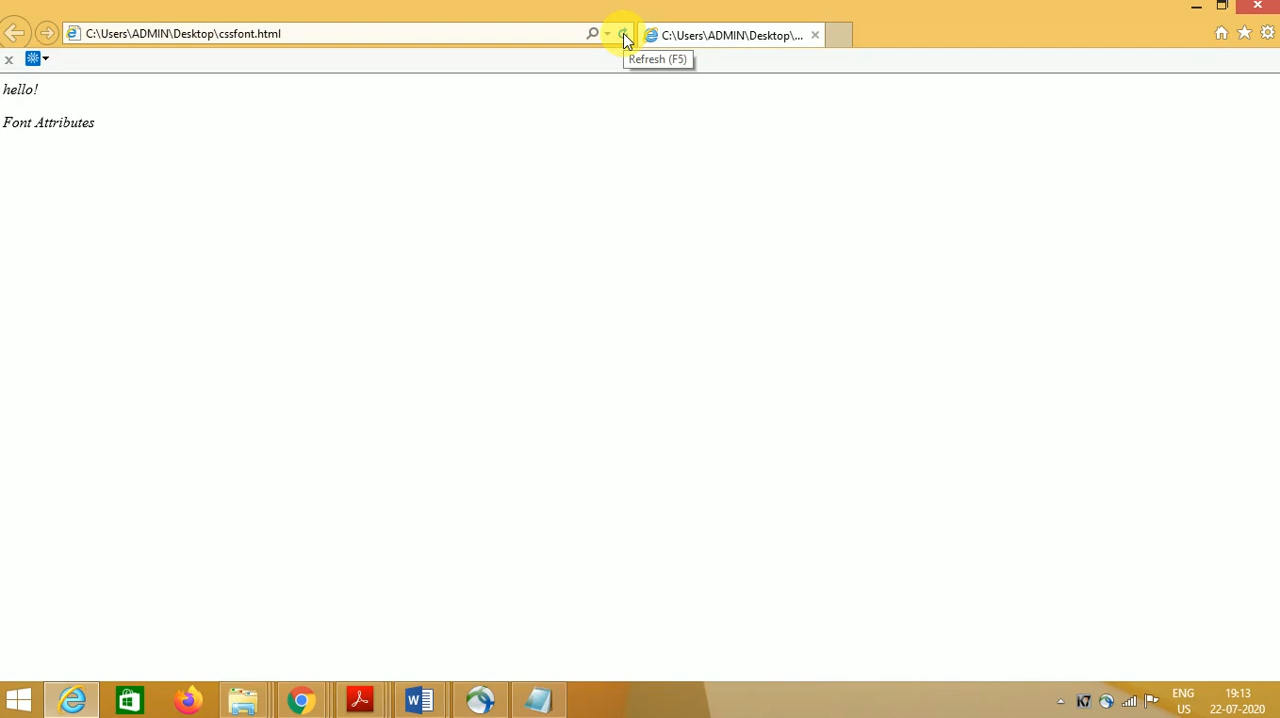 C:\Users\ADMIN\Desktop\cssfont.html
C:\Users\ADMIN\Desktop\...
Refresh (F5)
hello!
Font Attributes
K7
ENG
US
19:13
22-07-2020